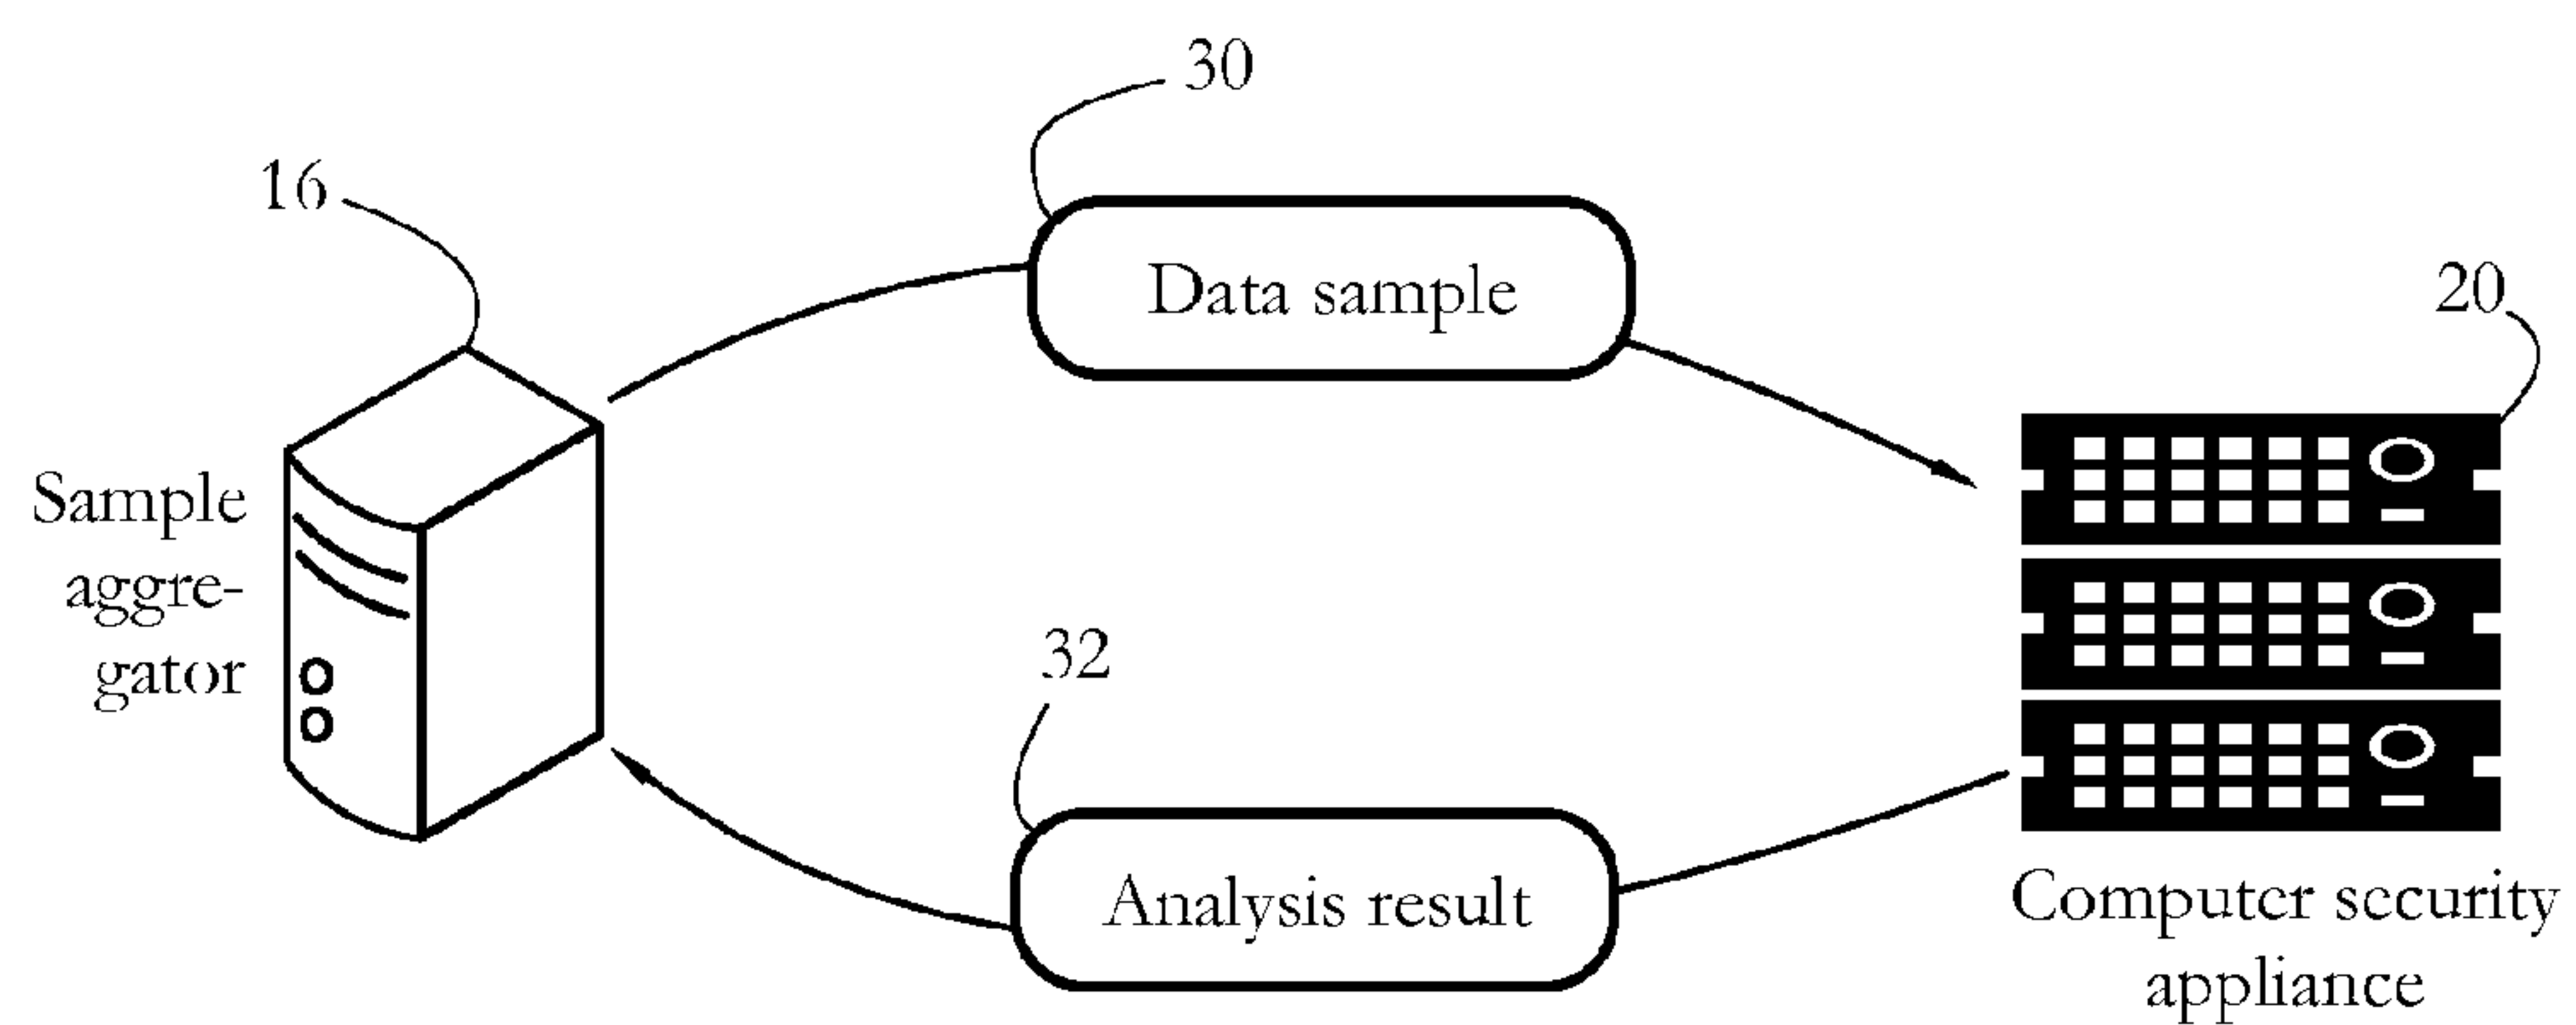 30
16
Data sample
20
Sample
aggre-
gator
32
Analysis result
Computer security
appliance